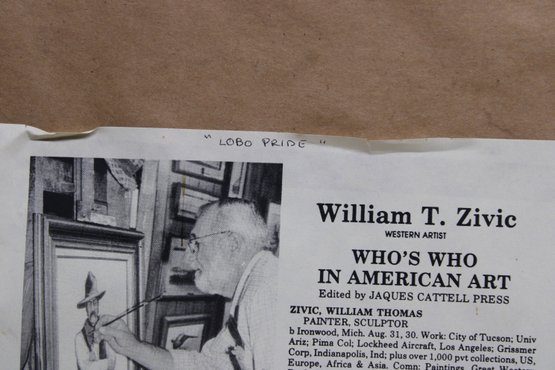 " LOBO PRIDE "
William T. Zivic
WESTERN ARTIST
WHO'S WHO
IN AMERICAN ART
Edited by JAQUES CATTELL PRESS
ZIVIC, WILLIAM THOMAS
PAINTER, SCULPTOR
b Ironwood, Mich. Aug. 31, 30. Work: City of Tucson; Univ
Ariz; Pima Col; Lockheed Aircraft, Los Angeles; Grissmer
Corp, Indianapolis, Ind; plus over 1,000 pvt collections, US,
Europe, Africa & Asia. Comn: Paintings, Great